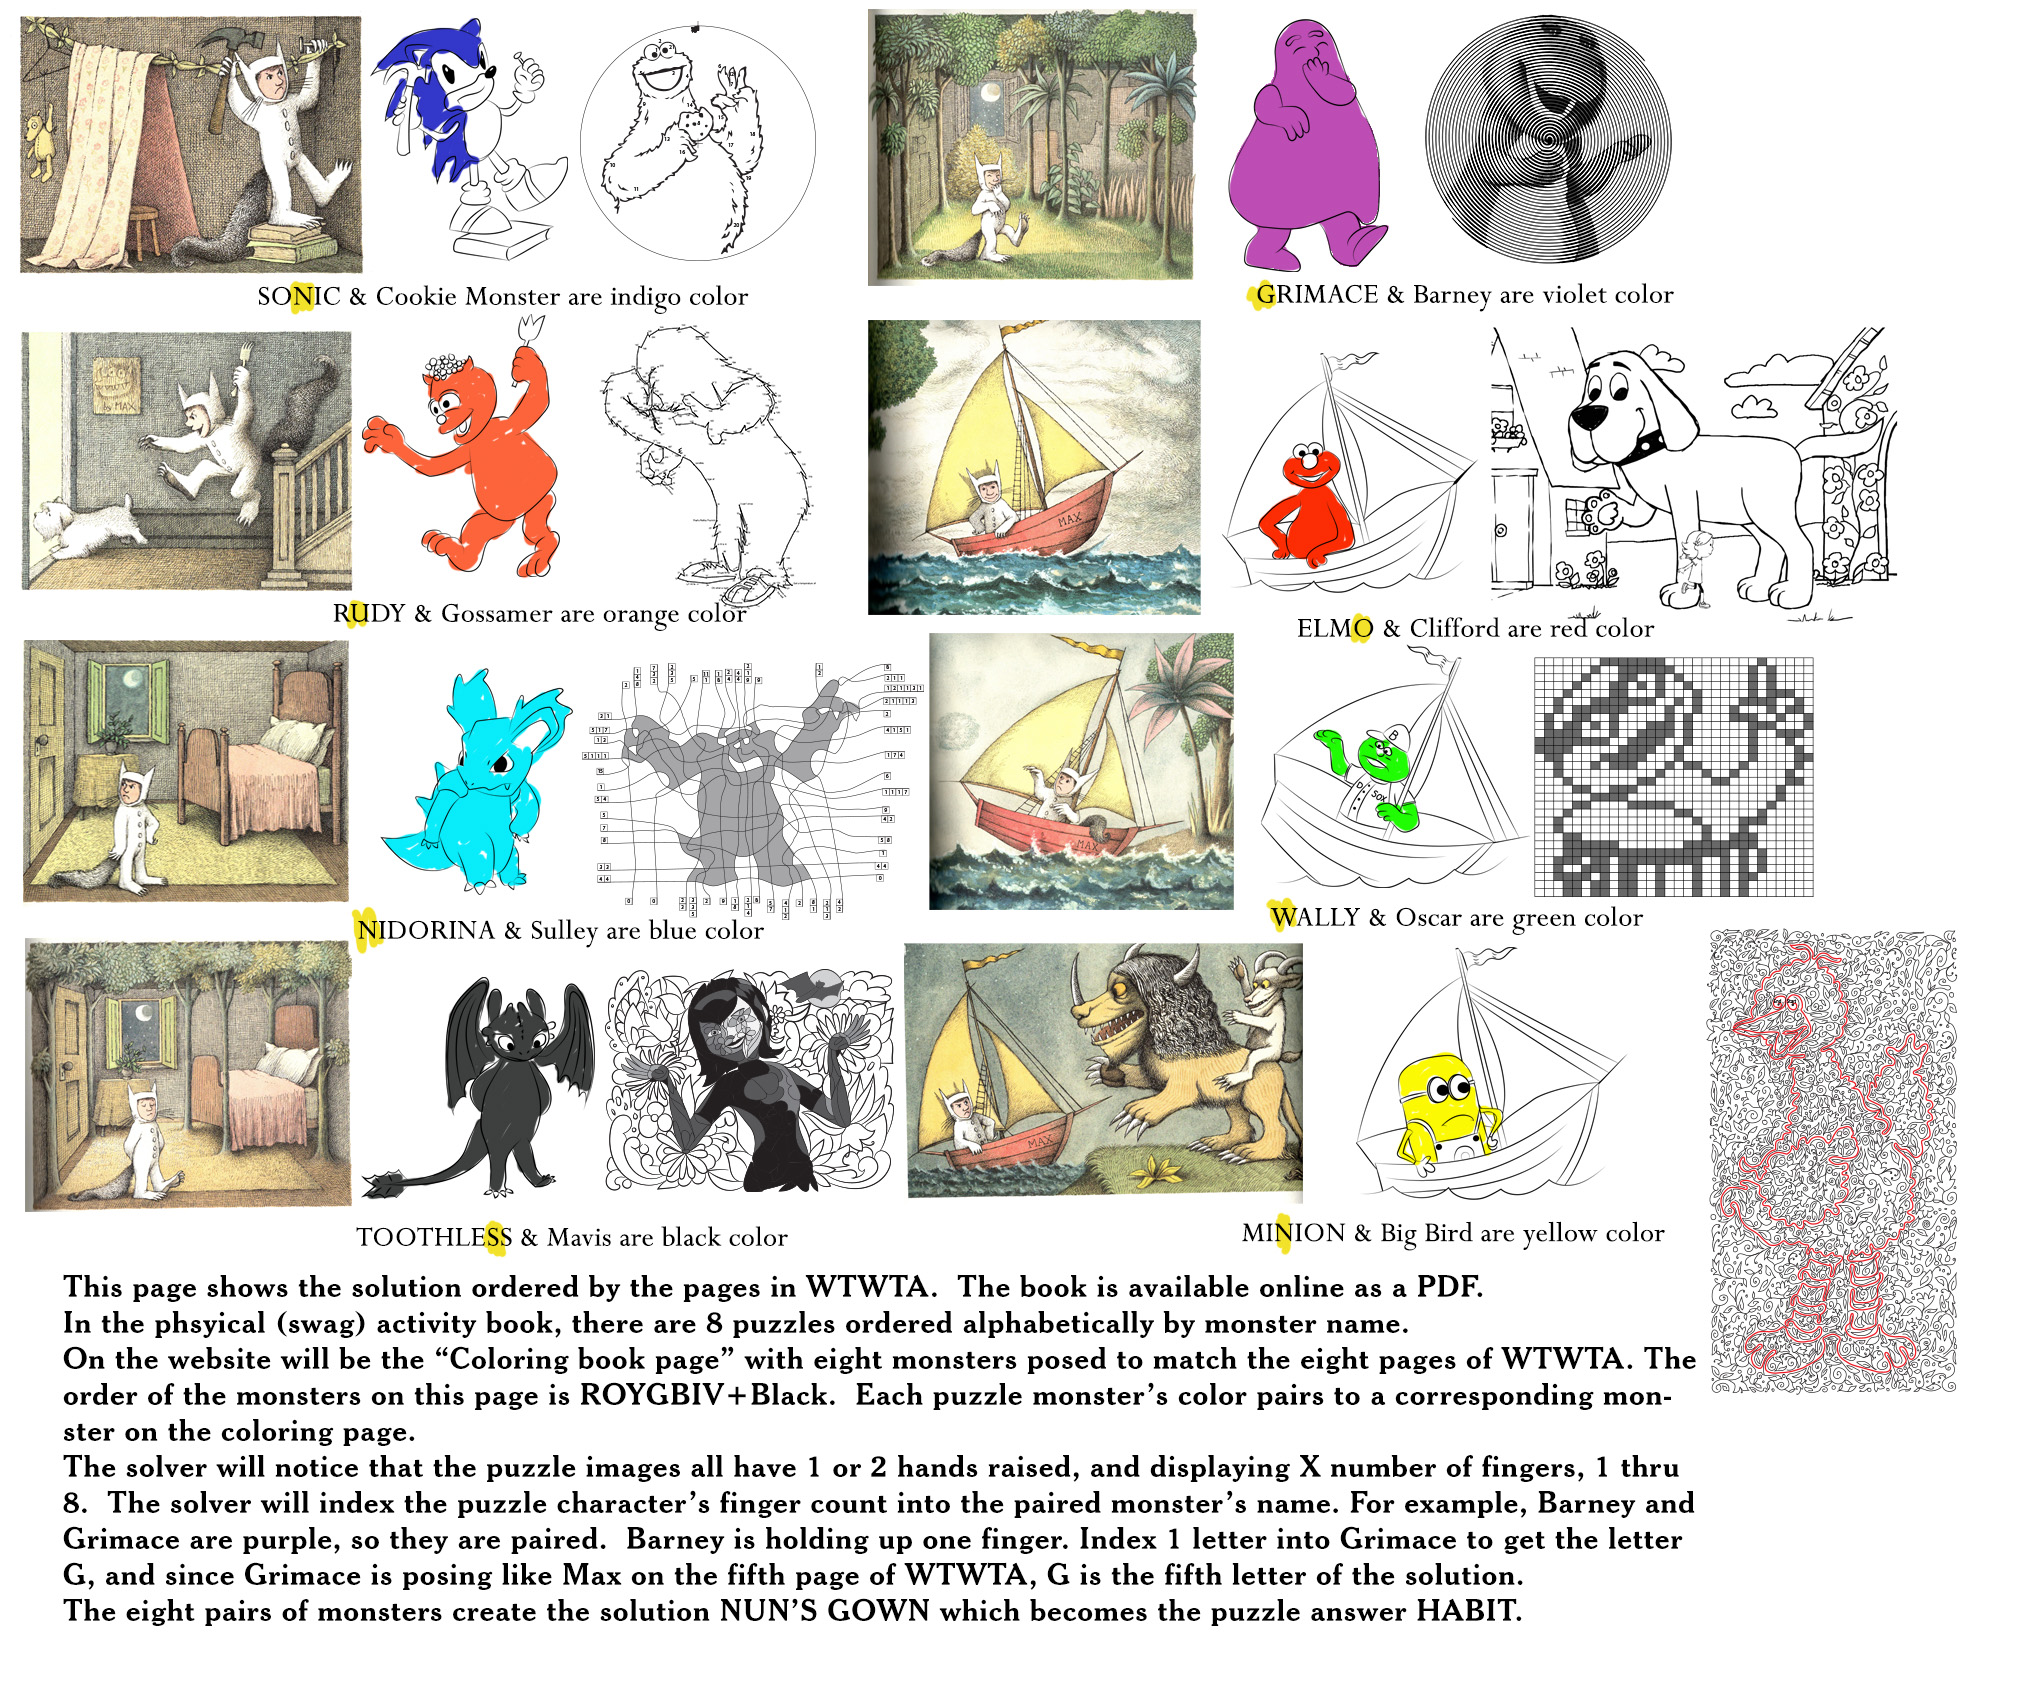 SONIC & Cookie Monster are indigo color
GRIMACE & Barney are violet color
by MAX
MAX
RUDY & Gossamer are orange color
ELMO & Clifford are red color
B
SOX
MAX
NIDORINA & Sulley are blue color
WALLY & Oscar are green color
MAX
TOOTHLESS & Mavis are black color
MINION & Big Bird are yellow color
This page shows the solution ordered by the pages in WTWTA.  The book is available online as a PDF.
In the phsyical (swag) activity book, there are 8 puzzles ordered alphabetically by monster name.
On the website will be the “Coloring book page” with eight monsters posed to match the eight pages of WTWTA. The
order of the monsters on this page is ROYGBIV+Black.  Each puzzle monster’s color pairs to a corresponding mon-
ster on the coloring page.
The solver will notice that the puzzle images all have 1 or 2 hands raised, and displaying X number of fingers, 1 thru
8.  The solver will index the puzzle character’s finger count into the paired monster’s name. For example, Barney and
Grimace are purple, so they are paired.  Barney is holding up one finger. Index 1 letter into Grimace to get the letter
G, and since Grimace is posing like Max on the fifth page of WTWTA, G is the fifth letter of the solution.
The eight pairs of monsters create the solution NUN’S GOWN which becomes the puzzle answer HABIT.